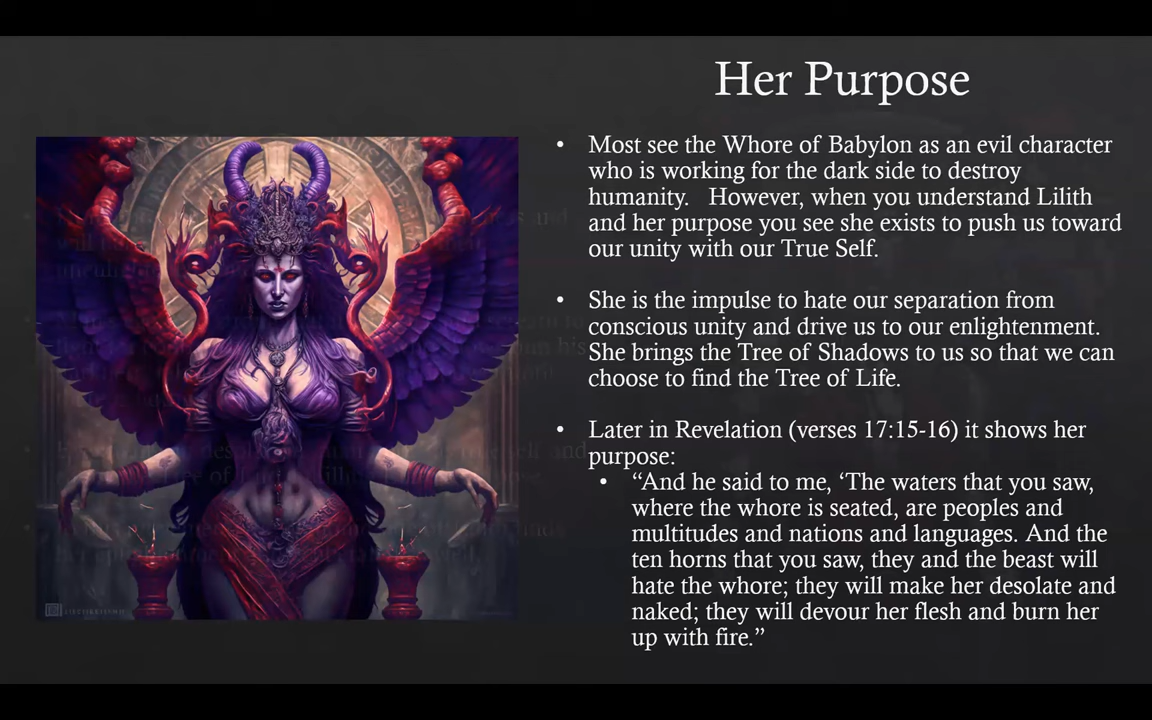 Her Purpose
• Most see the Whore of Babylon as an evil character
who is working for the dark side to destroy
humanity.   However, when you understand Lilith
and her purpose you see she exists to push us toward
our unity with our True Self.
• She is the impulse to hate our separation from
conscious unity and drive us to our enlightenment.
She brings the Tree of Shadows to us so that we can
choose to find the Tree of Life.
• Later in Revelation (verses 17:15-16) it shows her
purpose:
• “And he said to me, ‘The waters that you saw,
where the whore is seated, are peoples and
multitudes and nations and languages. And the
ten horns that you saw, they and the beast will
hate the whore; they will make her desolate and
naked; they will devour her flesh and burn her
up with fire.”